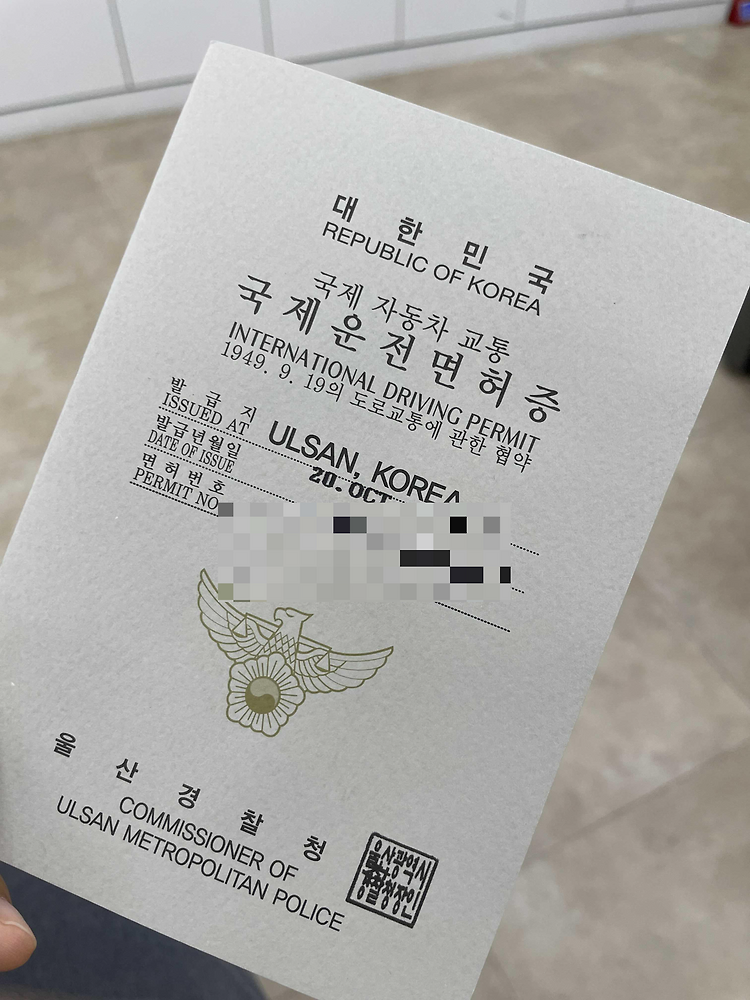 대한민국
REPUBLIC OF KOREA
국제 자동차 교통
국제운전면허증
INTERNATIONAL DRIVING PERMIT
1949. 9. 19의 도로교통에 관한 협약
발급지
ISSUED AT ULSAN, KOREA
발급년월일
DATE OF ISSUE 20. OCT
면허번호
PERMIT NO
울산경찰청
COMMISSIONER OF
ULSAN METROPOLITAN POLICE